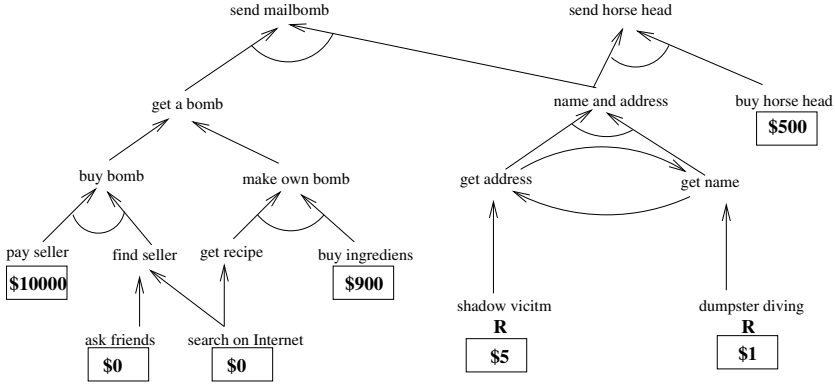 send mailbomb
send horse head
get a bomb
name and address
buy horse head
$500
buy bomb
make own bomb
get address
get name
pay seller
find seller
get recipe
buy ingrediens
$10000
$900
shadow vicitm
dumpster diving
R
R
ask friends
search on Internet
$5
$1
$0
$0